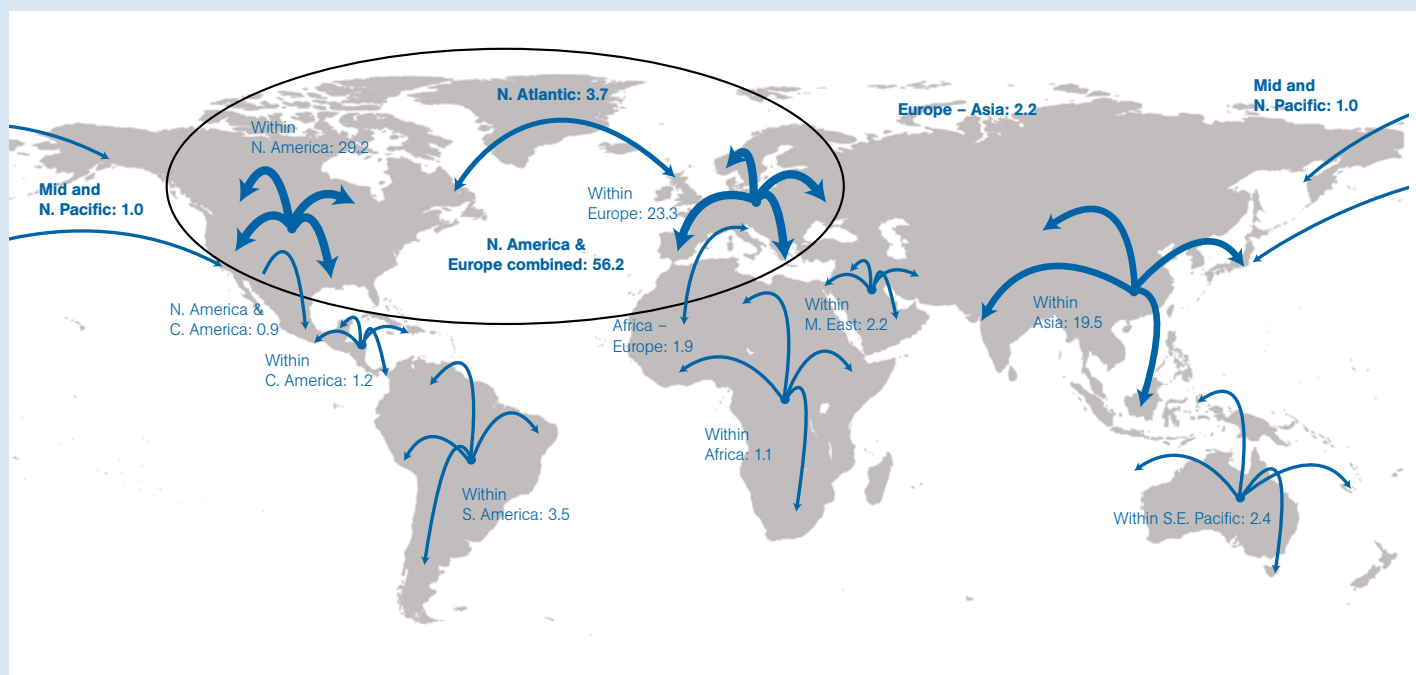 N. Atlantic: 3.7
Europe – Asia: 2.2
Mid and
N. Pacific: 1.0
Within
N. America: 29.2
Mid and
N. Pacific: 1.0
Within
Europe: 23.3
N. America &
Europe combined: 56.2
N. America &
C. America: 0.9
Within
C. America: 1.2
Africa –
Europe: 1.9
Within
M. East: 2.2
Within
Asia: 19.5
Within
Africa: 1.1
Within
S. America: 3.5
Within S.E. Pacific: 2.4